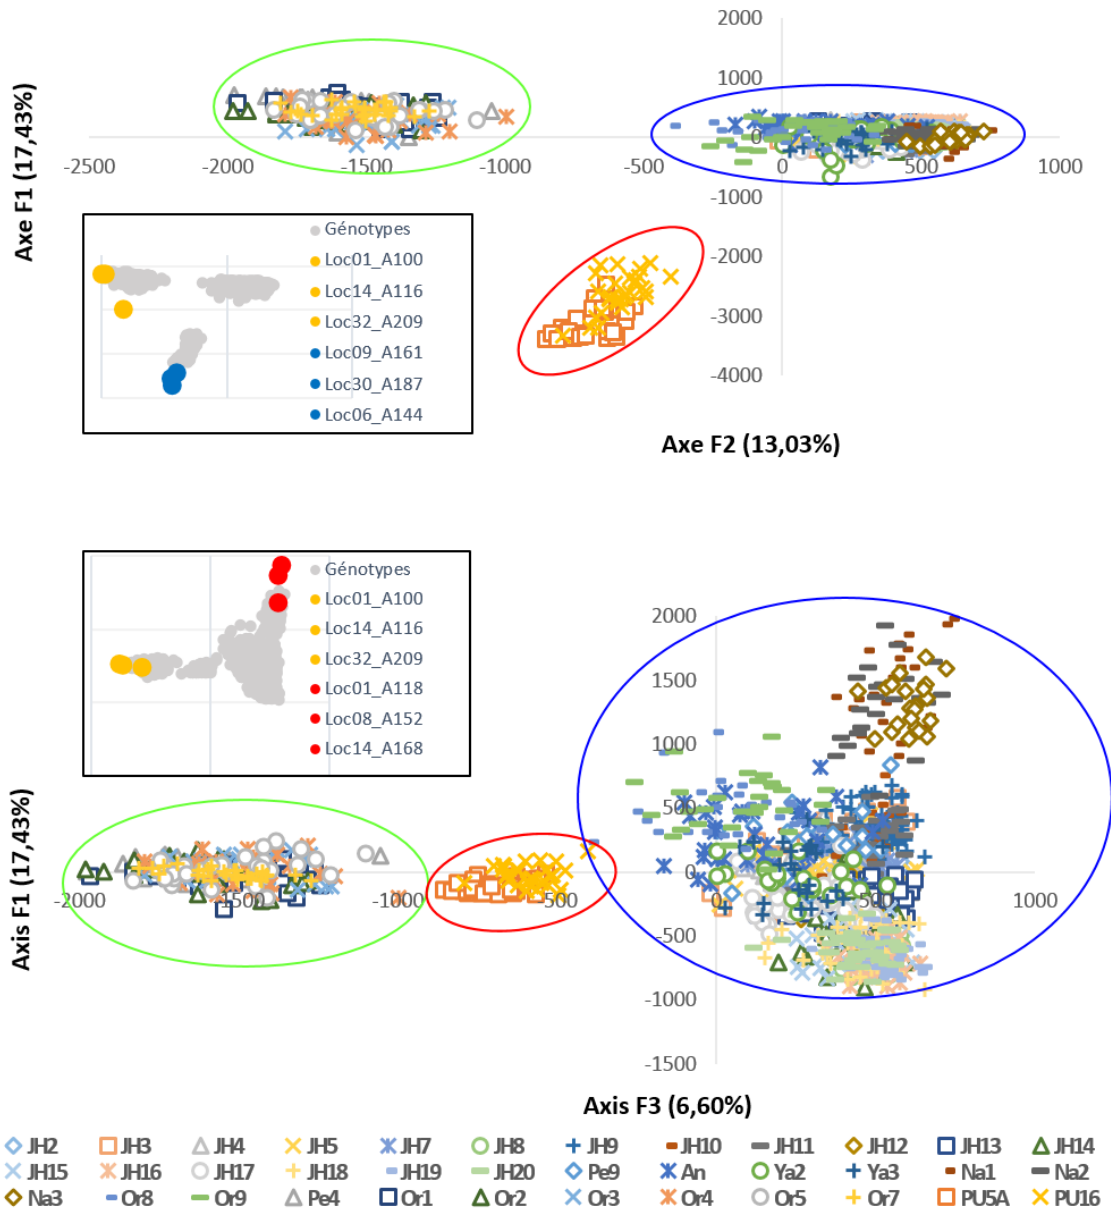 2000
1000
0
-2500 -2000 -1500 -1000 -500 500 1000
-1000
-2000
-3000
-4000
Axe F1 (17,43%)
Axe F2 (13,03%)
Génotypes
Loc01_A100
Loc14_A116
Loc32_A209
Loc09_A161
Loc30_A187
Loc06_A144
Génotypes
Loc01_A100
Loc14_A116
Loc32_A209
Loc01_A118
Loc08_A152
Loc14_A168
2000
1500
1000
500
0
-2000 -1500 -1000 -500 0 500 1000
-500
-1000
-1500
Axis F1 (17,43%)
Axis F3 (6,60%)
JH2 JH3 JH4 JH5 JH7 JH8 JH9 JH10 JH11 JH12 JH13 JH14
JH15 JH16 JH17 JH18 JH19 JH20 Pe9 An Ya2 Ya3 Na1 Na2
Na3 Or8 Or9 Pe4 Or1 Or2 Or3 Or4 Or5 Or7 PU5A PU16